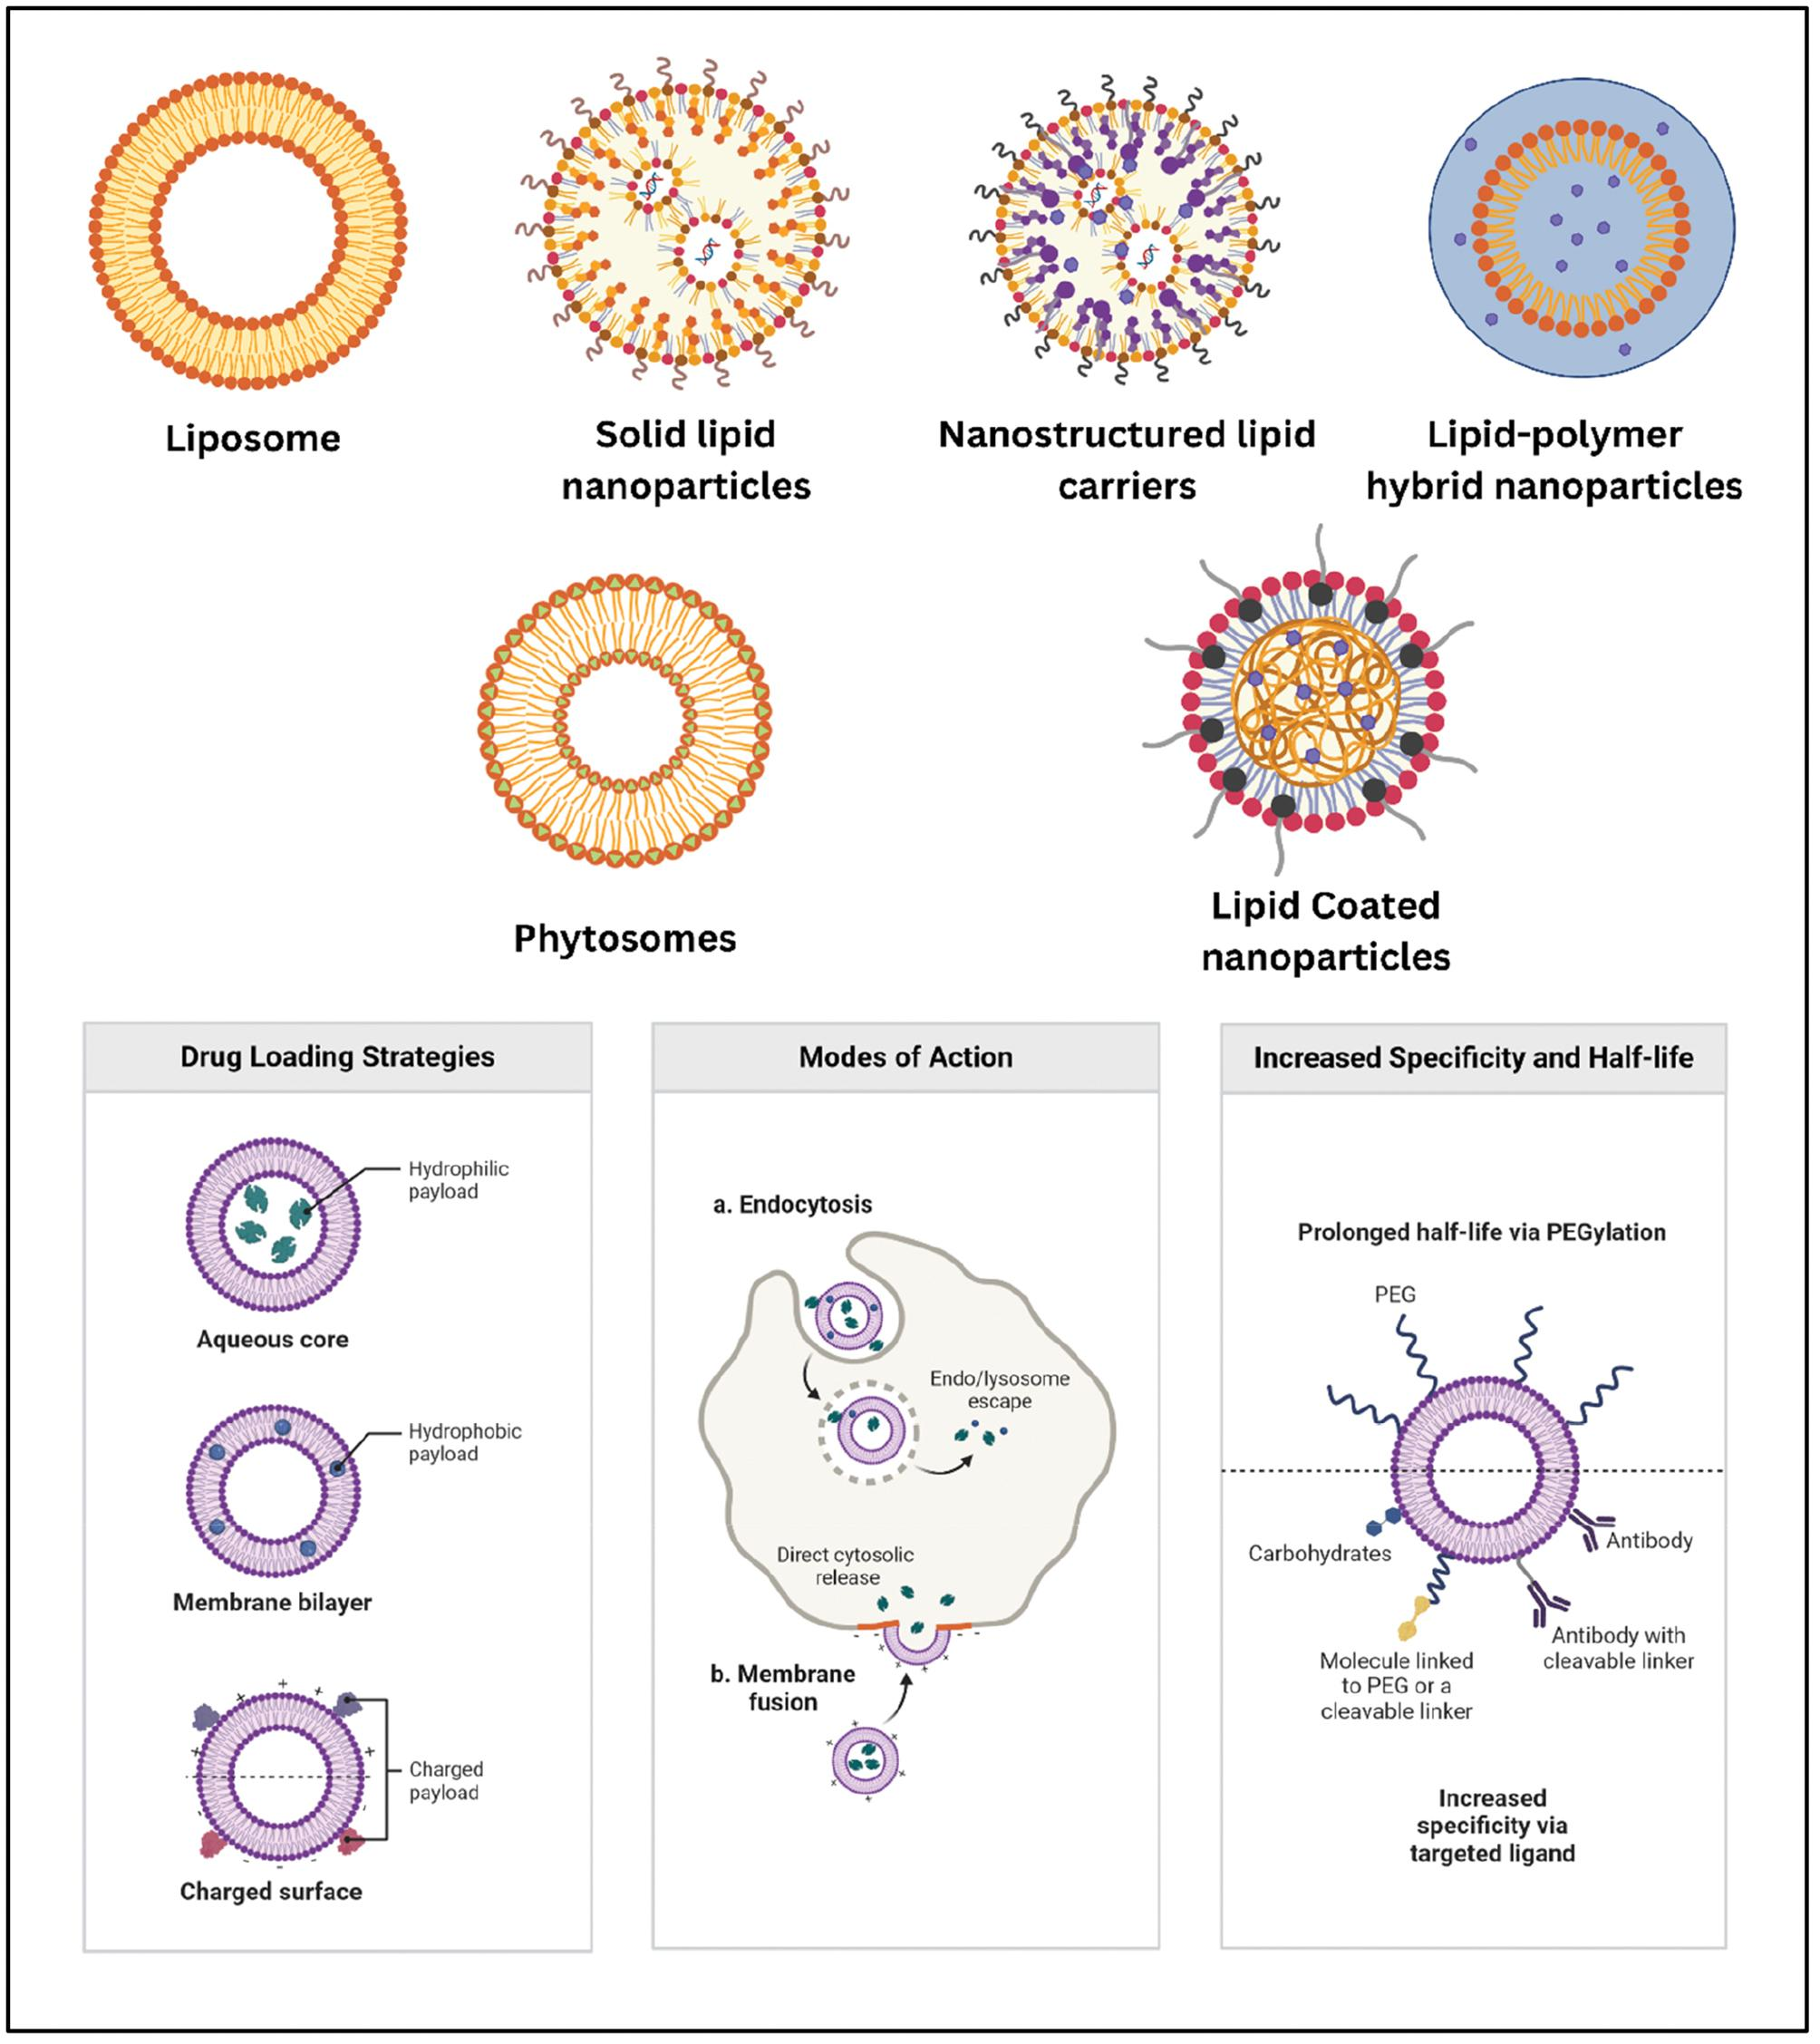 Liposome
Solid lipid
nanoparticles
Nanostructured lipid
carriers
Lipid-polymer
hybrid nanoparticles
Phytosomes
Lipid Coated
nanoparticles
Drug Loading Strategies
Hydrophilic
payload
Aqueous core
Hydrophobic
payload
Membrane bilayer
Charged
payload
Charged surface
Modes of Action
a. Endocytosis
Endo/lysosome
escape
Direct cytosolic
release
b. Membrane
fusion
Increased Specificity and Half-life
Prolonged half-life via PEGylation
PEG
Carbohydrates
Antibody
Antibody with
cleavable linker
Molecule linked
to PEG or a
cleavable linker
Increased
specificity via
targeted ligand